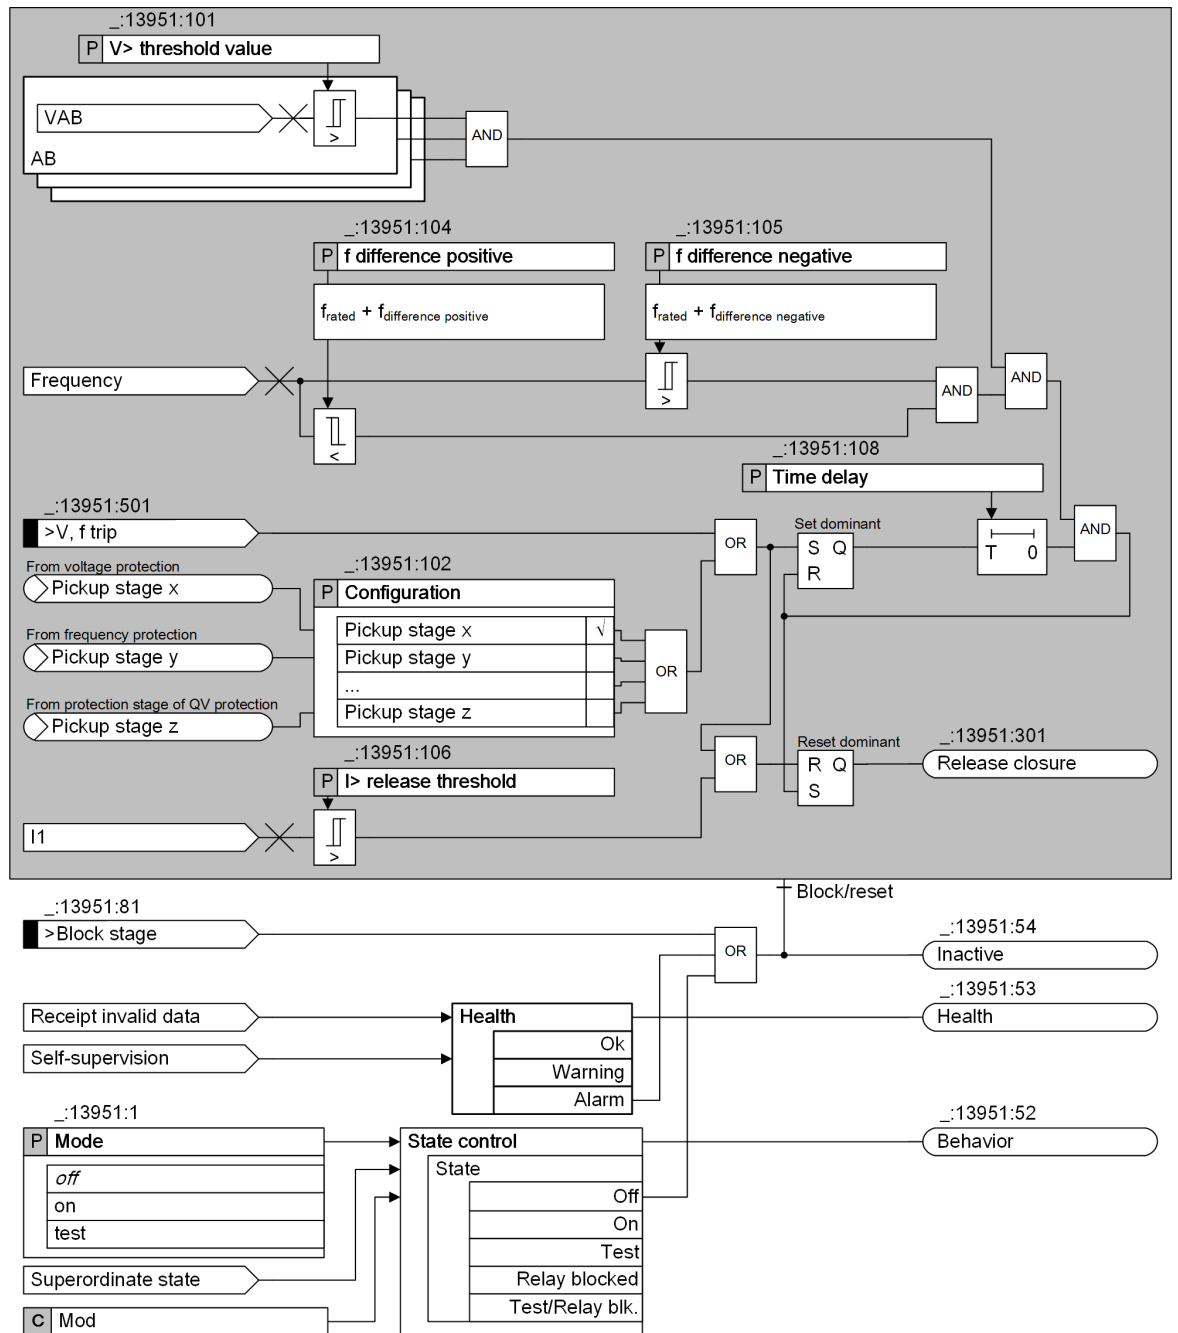 _:13951:101
P V> threshold value
VAB
>
AND
AB
_:13951:104
_:13951:105
P f difference positive
P f difference negative
frated + fdifference positive
frated + fdifference negative
Frequency
>
<
AND
AND
_:13951:108
P Time delay
_:13951:501
>V, f trip
OR
Set dominant
S Q
R
T 0
AND
From voltage protection
Pickup stage x
_:13951:102
P Configuration
Pickup stage x √
Pickup stage y
...
Pickup stage z
OR
From frequency protection
Pickup stage y
From protection stage of QV protection
Pickup stage z
_:13951:106
P I> release threshold
OR
Reset dominant
R Q
S
_:13951:301
Release closure
I1
>
Block/reset
_:13951:81
>Block stage
OR
_:13951:54
Inactive
_:13951:53
Receipt invalid data
Health
Health
Ok
Self-supervision
Warning
Alarm
_:13951:1
_:13951:52
P Mode
State control
Behavior
off
State
on
Off
test
On
Test
Superordinate state
Relay blocked
Test/Relay blk.
C Mod